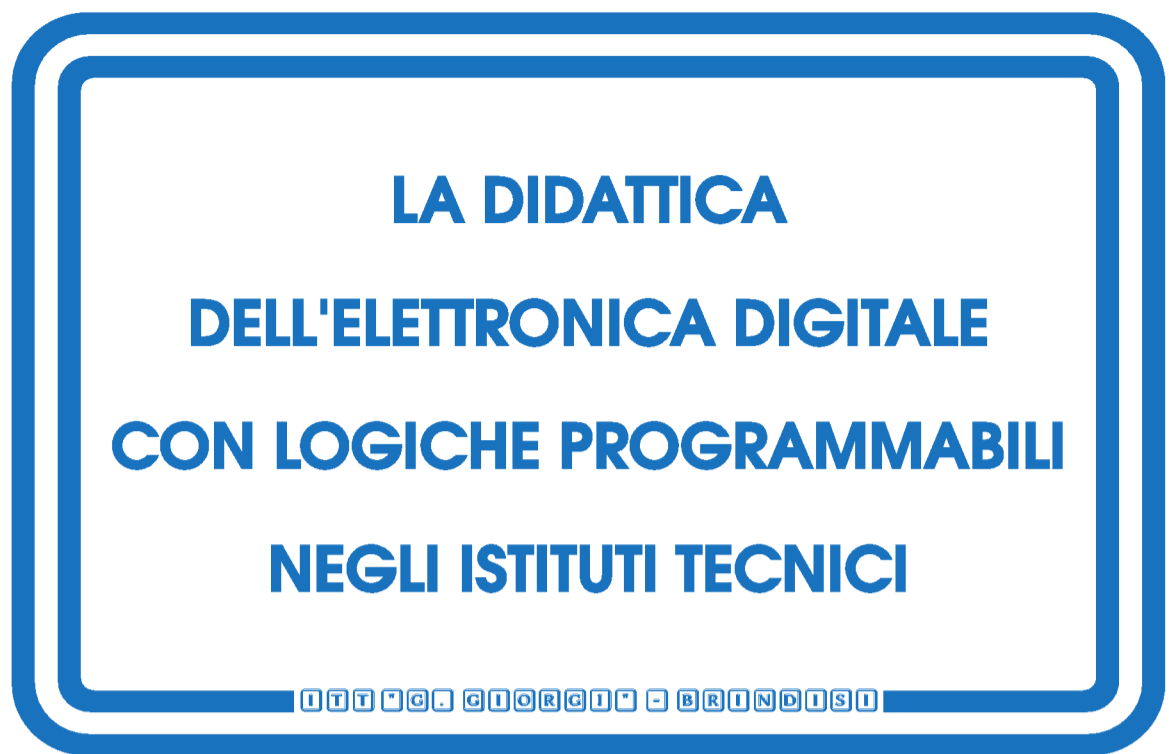 LA DIDATTICA
DELL'ELETTRONICA DIGITALE
CON LOGICHE PROGRAMMABILI
NEGLI ISTITUTI TECNICI
ITT "G. GIORGI" - BRINDISI